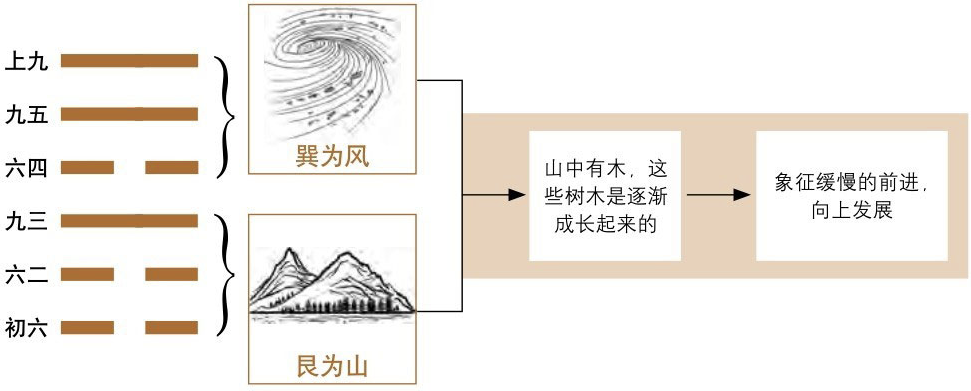 上九
九五
六四
九三
六二
初六
巽为风
艮为山
山中有木，这
些树木是逐渐
成长起来的
象征缓慢的前进，
向上发展